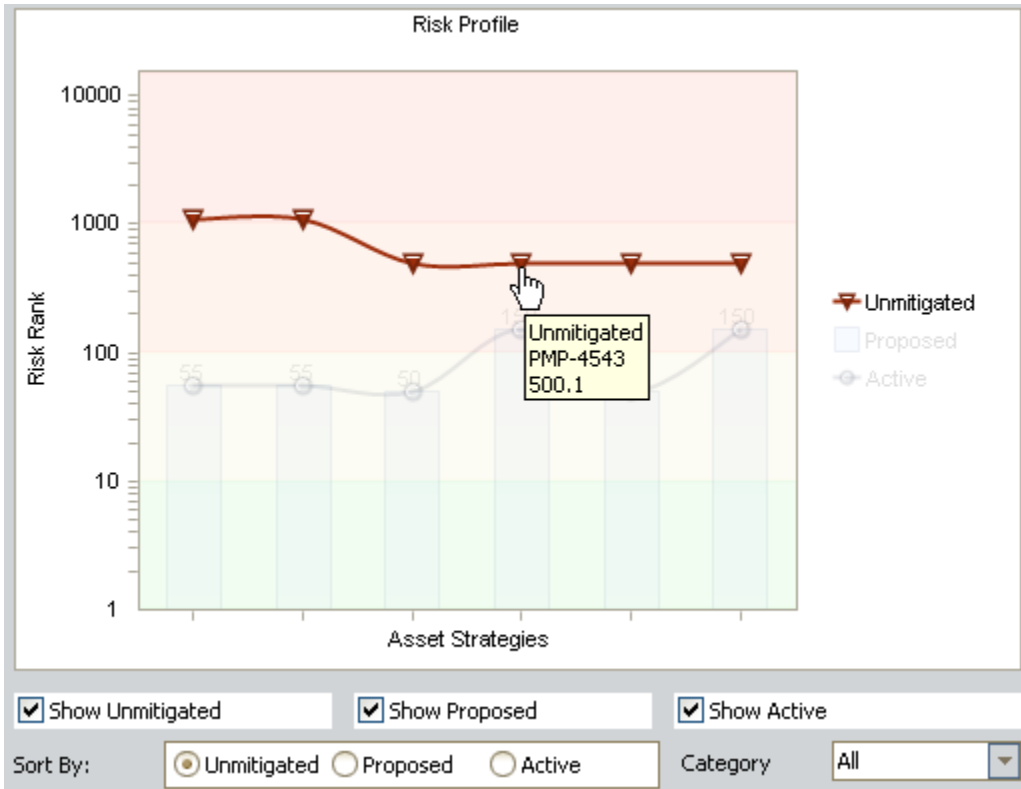 Risk Profile
10000
1000
100
10
1
Risk Rank
55
55
50
150
Unmitigated
PMP-4543
500.1
Unmitigated
Proposed
Active
Asset Strategies
Show Unmitigated
Show Proposed
Show Active
Sort By:
Unmitigated
Proposed
Active
Category
All